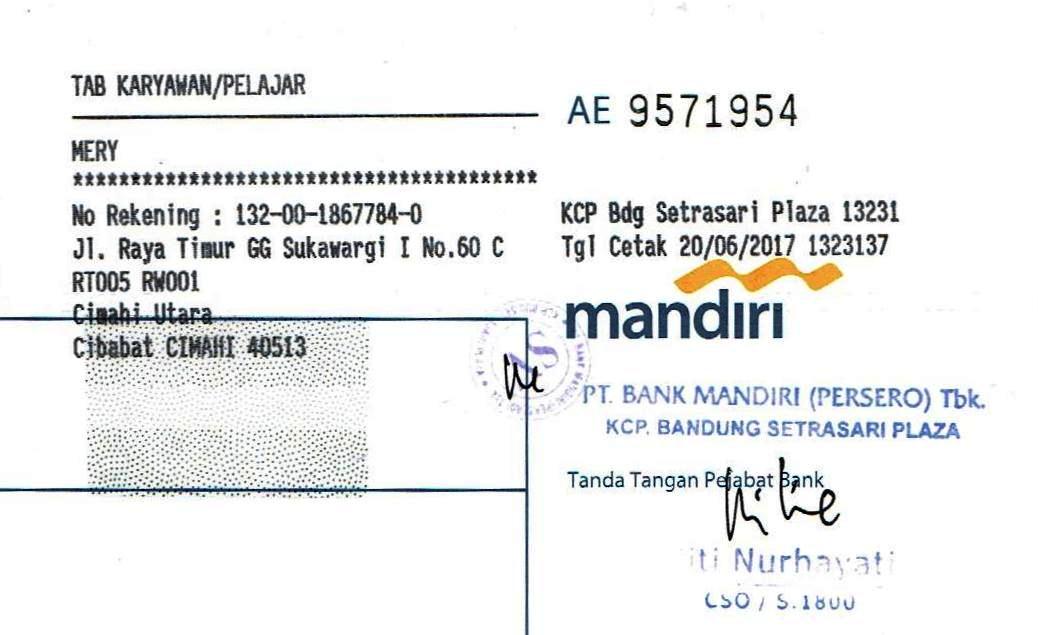 TAB KARYAWAN/PELAJAR
AE 9571954
MERY
****************************************
No Rekening : 132-00-1867784-0
Jl. Raya Timur GG Sukawargi I No.60 C
RT005 RW001
Cimahi Utara
Cibabat CIMAHI 40513
KCP Bdg Setrasari Plaza 13231
Tgl Cetak 20/06/2017 1323137
mandiri
PT. BANK MANDIRI (PERSERO) Tbk.
KCP. BANDUNG SETRASARI PLAZA
Tanda Tangan Pejabat Bank
iti Nurhayati
CSO / S.1800